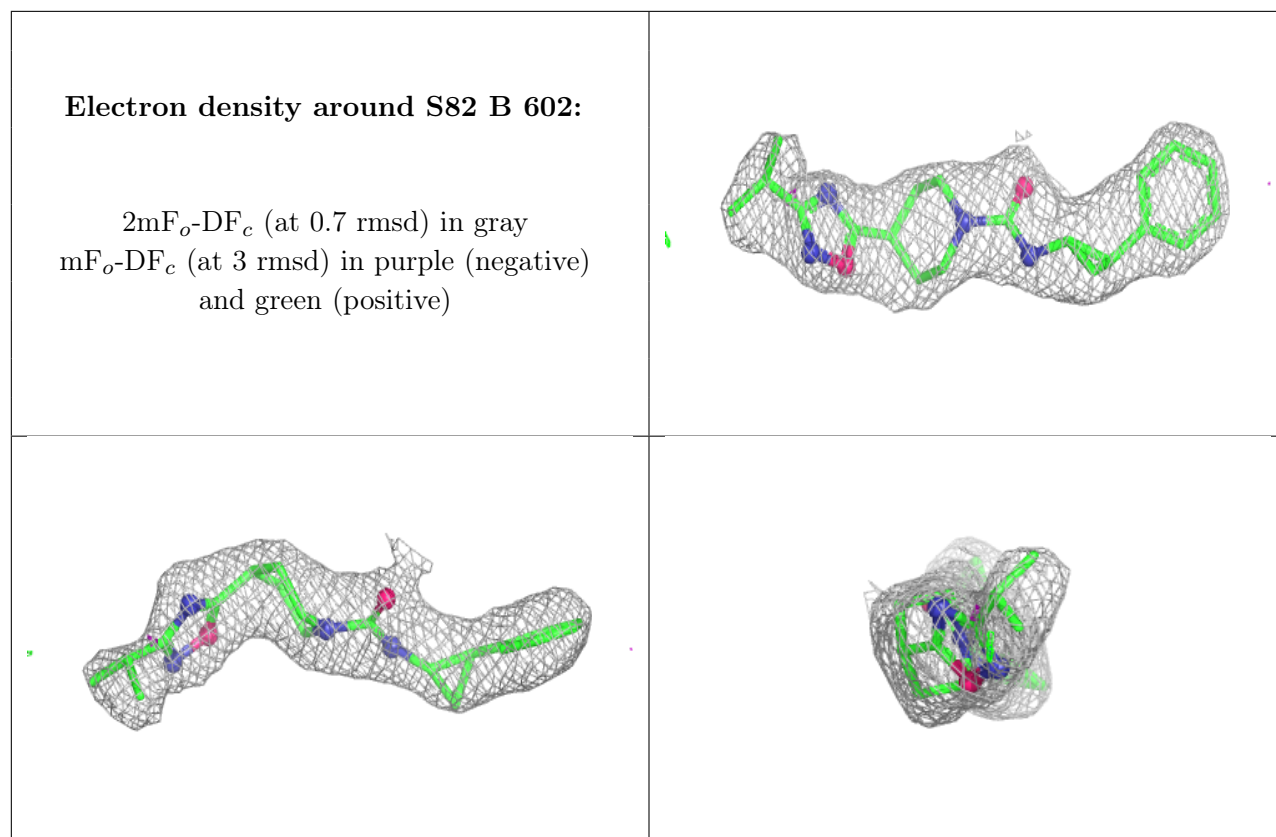 Electron density around S82 B 602:
2mFo-DFc (at 0.7 rmsd) in gray
mFo-DFc (at 3 rmsd) in purple (negative)
and green (positive)